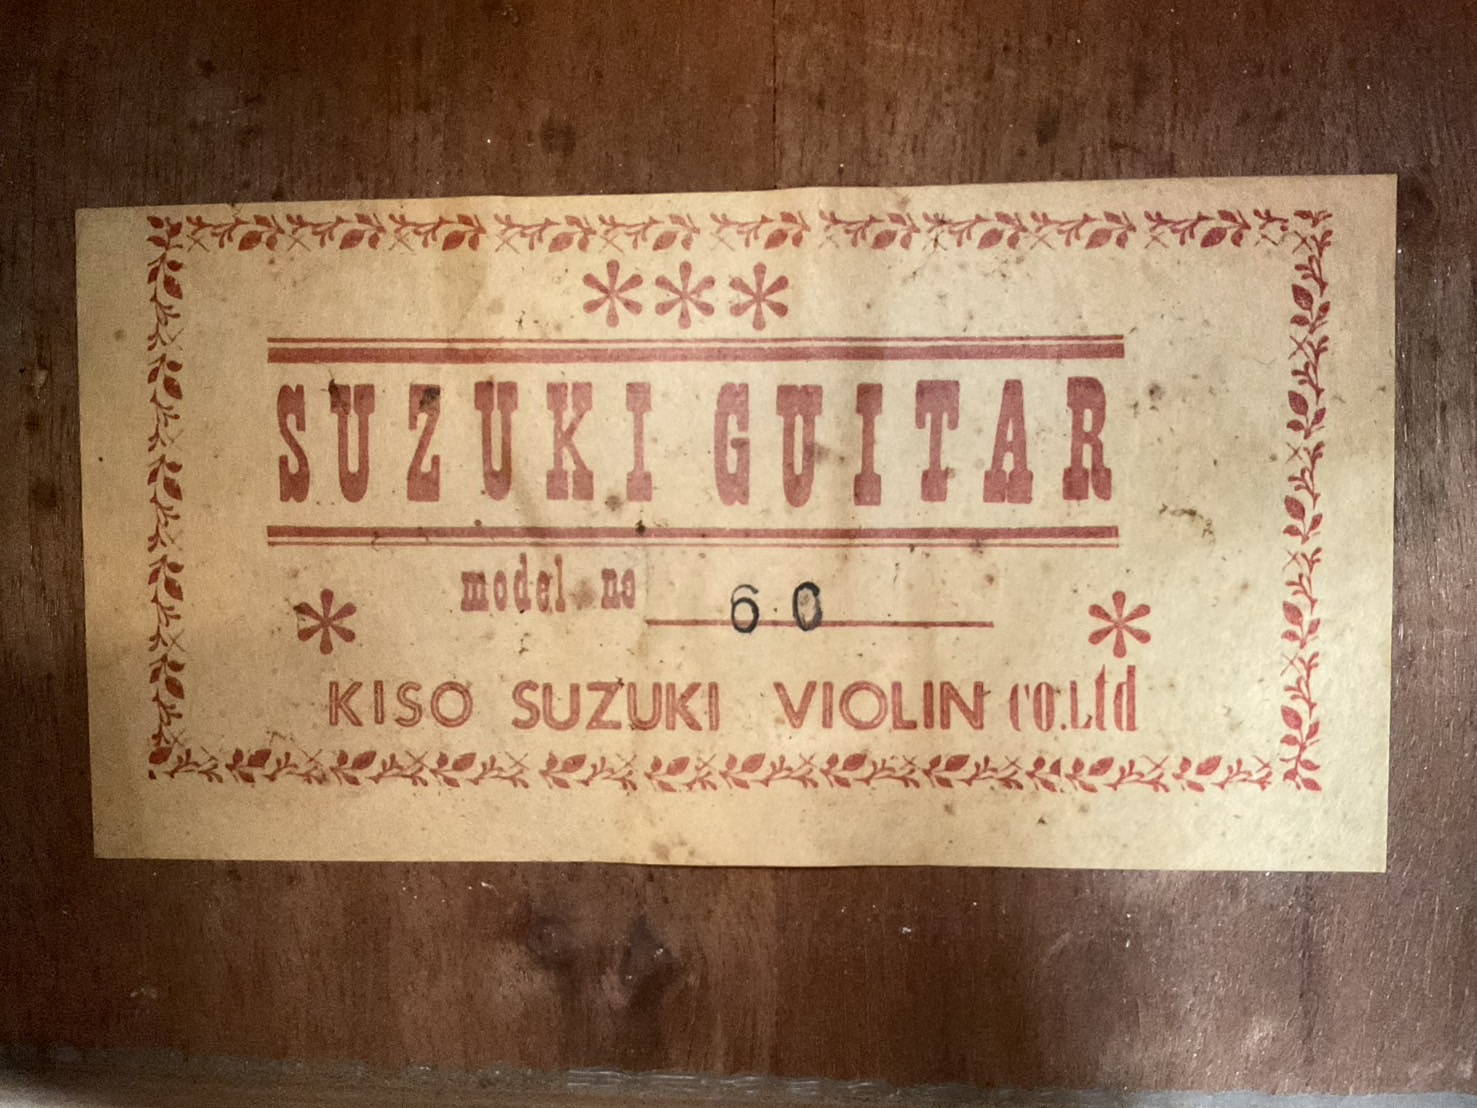 SUZUKI GUITAR
model no 60
KISO SUZUKI VIOLIN CO.Ltd